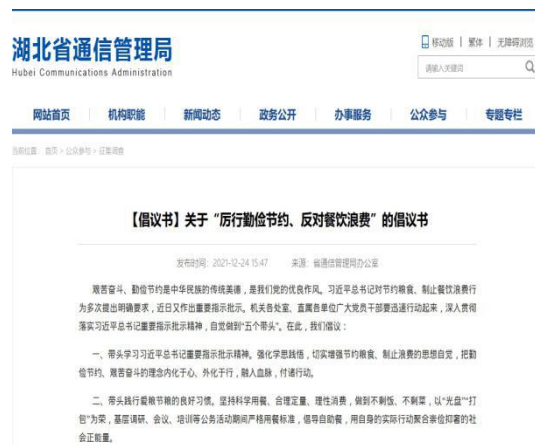 湖北省通信管理局
Hubei Communications Administration
移动版 | 繁体 | 无障碍浏览
请输入关键词
网站首页 机构职能 新闻动态 政务公开 办事服务 公众参与 专题专栏
当前位置: 首页 > 公众参与 > 征集调查
【倡议书】关于“厉行勤俭节约、反对餐饮浪费”的倡议书
发布时间: 2021-12-24 15:47 来源: 省通信管理局办公室
艰苦奋斗、勤俭节约是中华民族的传统美德,是我们党的优良作风。习近平总书记对节约粮食、制止餐饮浪费行
为多次提出明确要求,近日又作出重要指示批示。机关各处室、直属各单位广大党员干部要迅速行动起来,深入贯彻
落实习近平总书记重要指示批示精神,自觉做到“五个带头”。在此,我们倡议:
一、带头学习习近平总书记重要指示批示精神。强化学思践悟,切实增强节约粮食、制止浪费的思想自觉,把勤
俭节约、艰苦奋斗的理念内化于心、外化于行,融入血脉,付诸行动。
二、带头践行爱粮节粮的良好习惯。坚持科学用餐、合理定量、理性消费,做到不剩饭、不剩菜,以“光盘”“打
包”为荣,基层调研、会议、培训等公务活动期间严格用餐标准,倡导自助餐,用自身的实际行动聚合崇俭抑奢的社
会正能量。